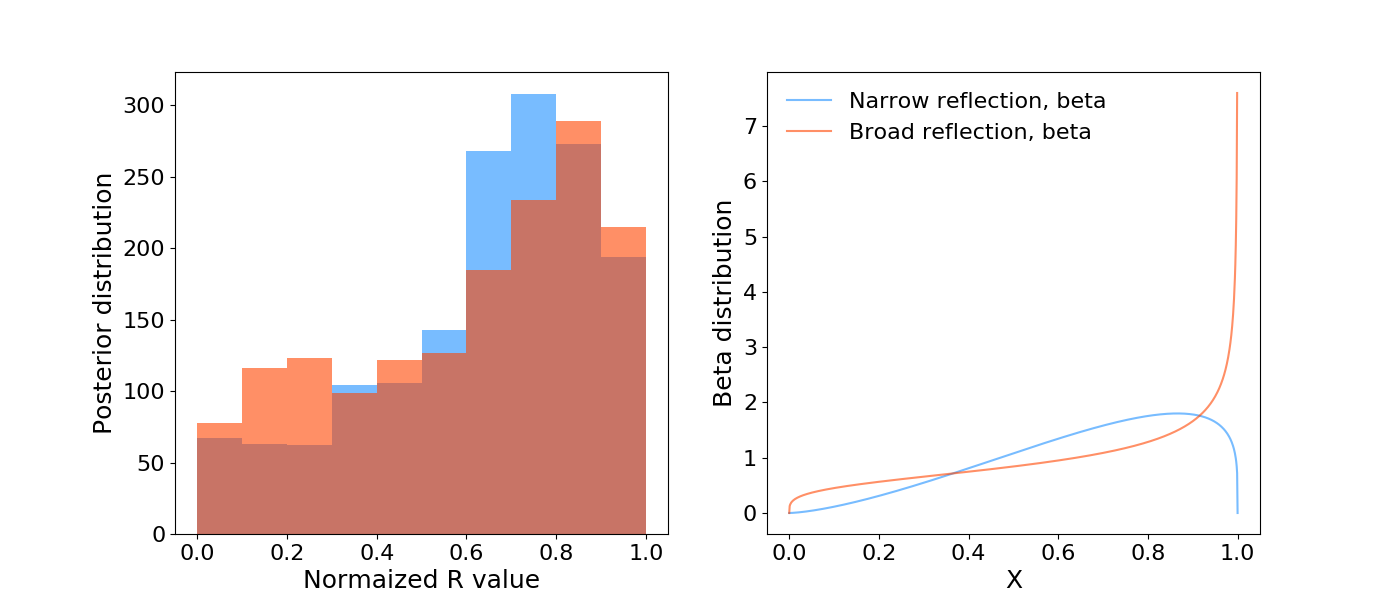 300
250
200
150
100
50
0
0.0 0.2 0.4 0.6 0.8 1.0
Normaized R value
Posterior distribution
Narrow reflection, beta
Broad reflection, beta
7
6
5
4
3
2
1
0
0.0 0.2 0.4 0.6 0.8 1.0
X
Beta distribution